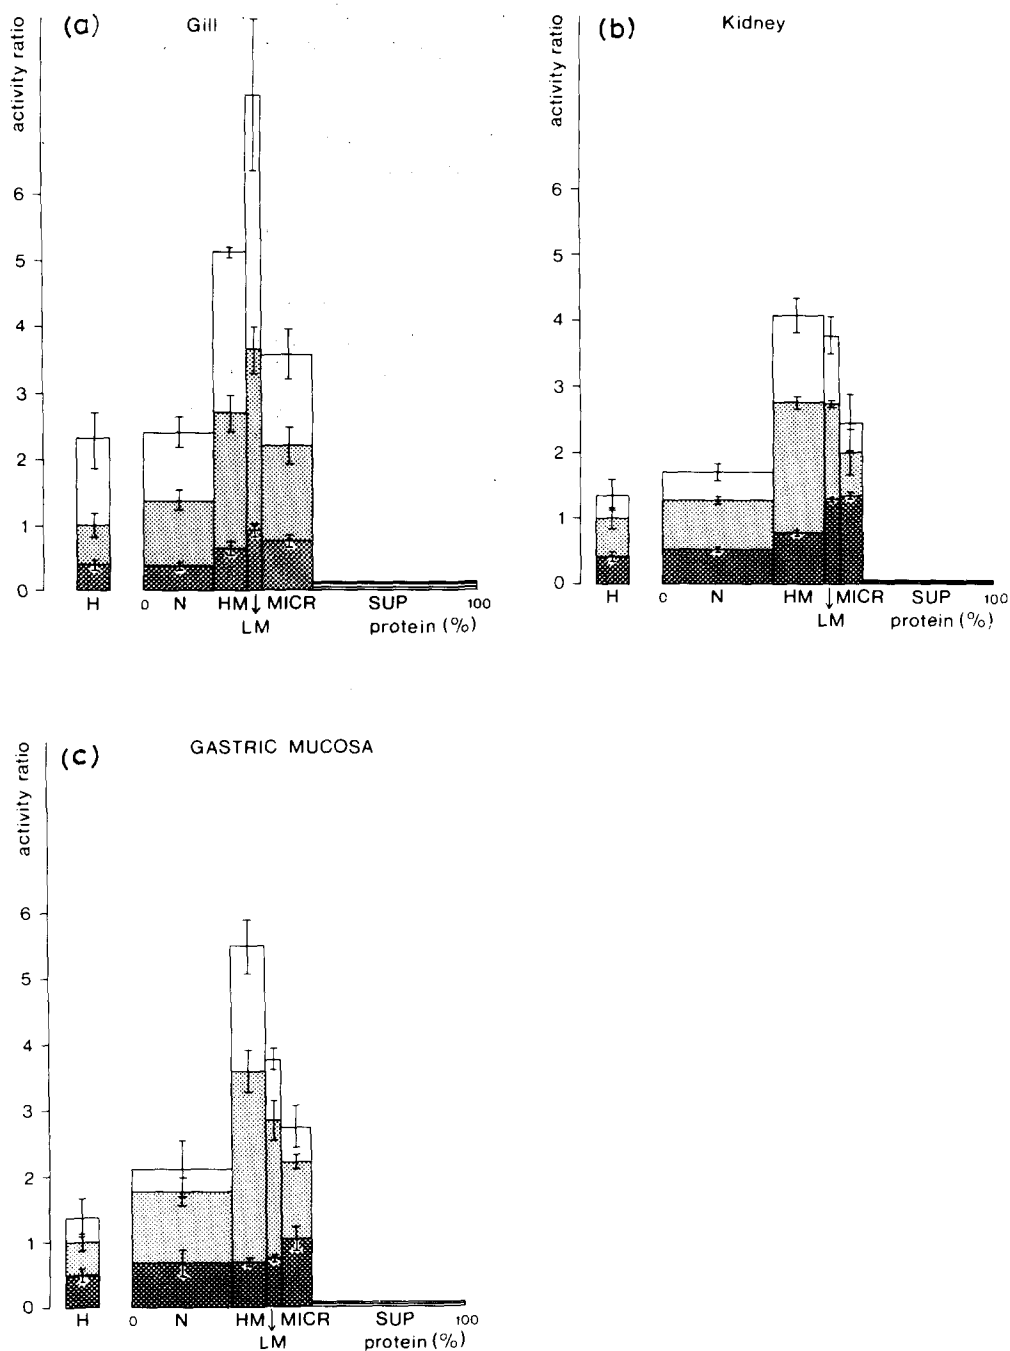 (a)
Gill
activity ratio
6
5
4
3
2
1
0
H
0 N HM MICR SUP 100
LM protein (%)
(b)
Kidney
activity ratio
6
5
4
3
2
1
0
H
0 N HM MICR SUP 100
LM protein (%)
(c)
GASTRIC MUCOSA
activity ratio
6
5
4
3
2
1
0
H
0 N HM MICR SUP 100
LM protein (%)